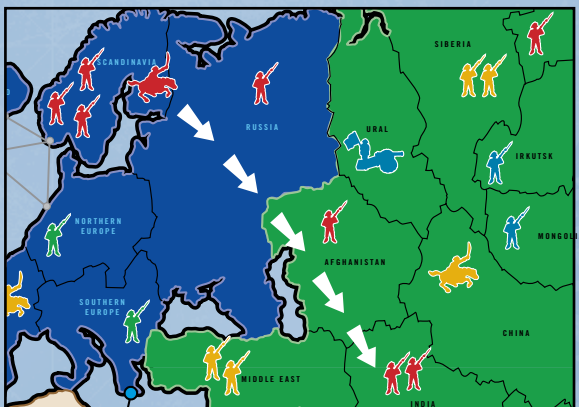 SIBERIA
SCANDINAVIA
RUSSIA
URAL
IRKUTSK
NORTHERN
EUROPE
MONGOLI
AFGHANISTAN
SOUTHERN
EUROPE
CHINA
MIDDLE EAST
INDIA